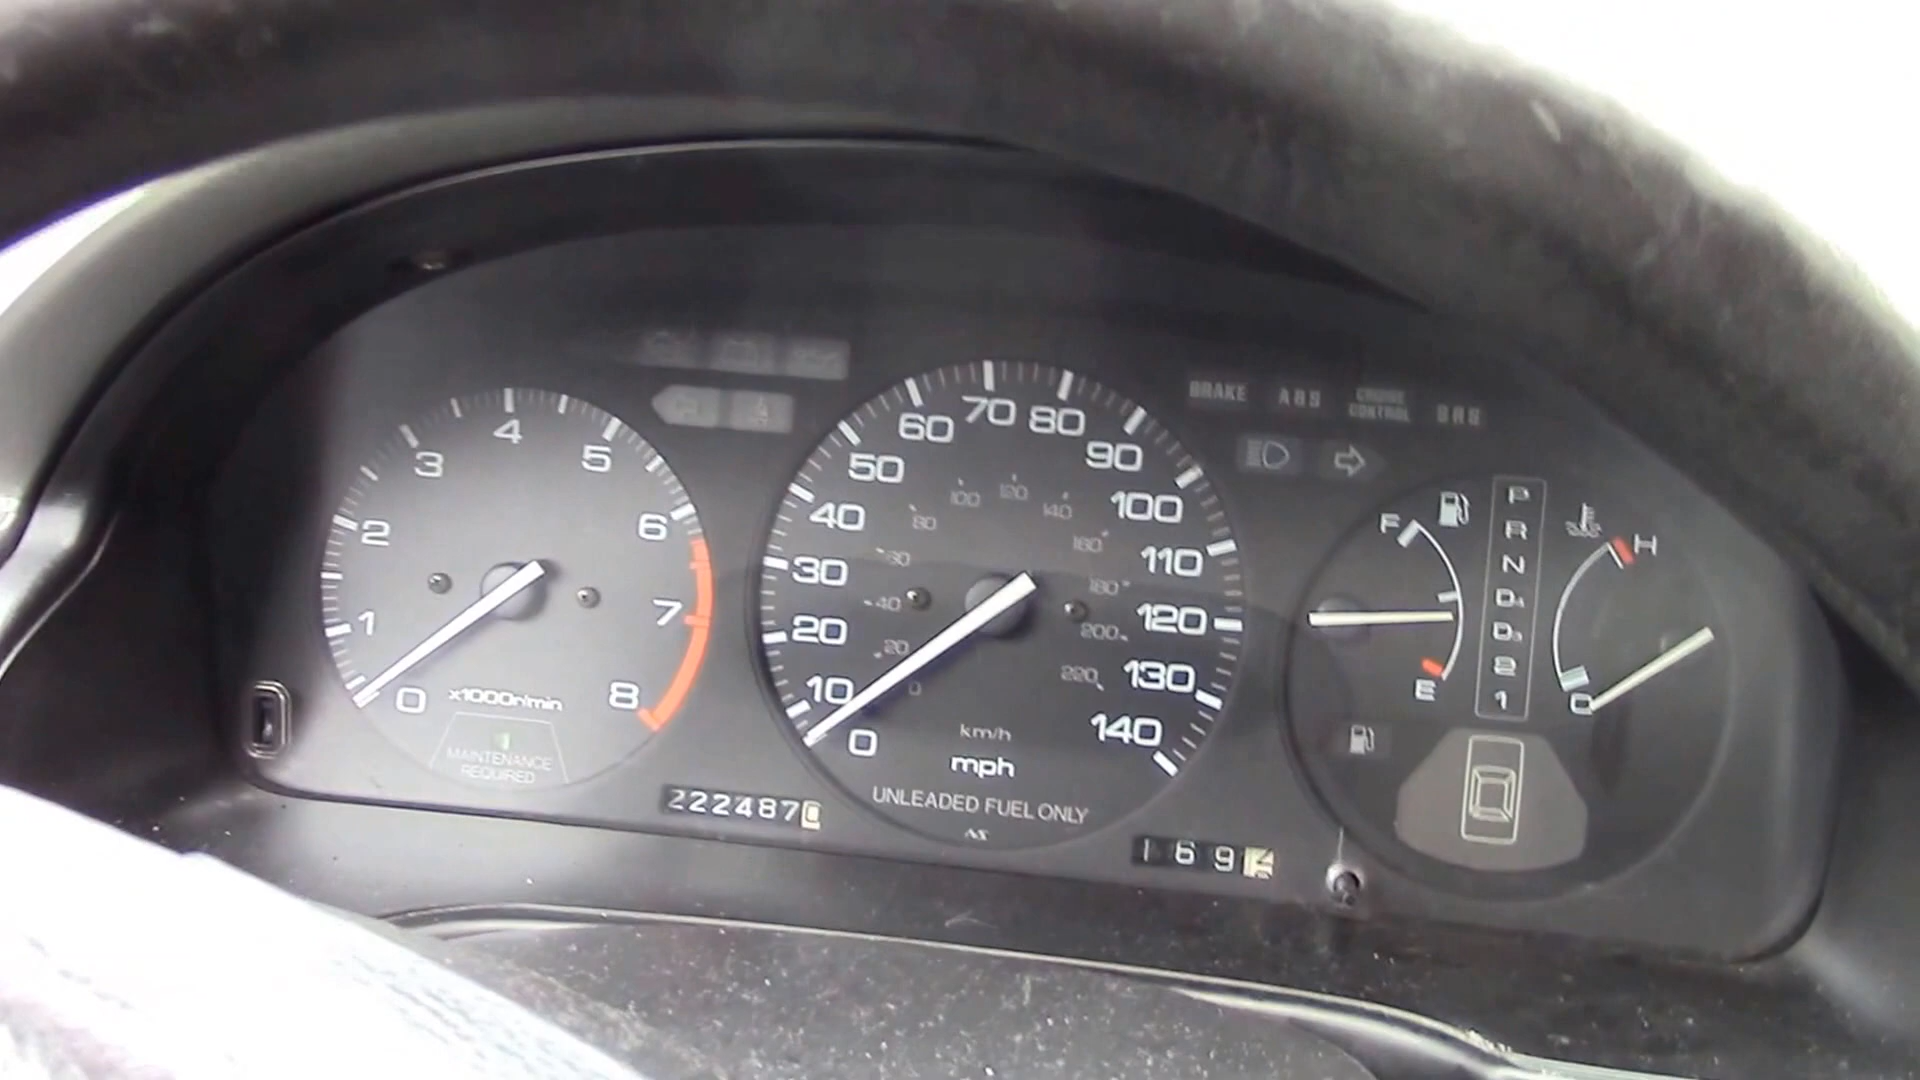 BRAKE ABS CRUISE CONTROL SRS
0 1 2 3 4 5 6 7 8
x1000r/min
MAINTENANCE
REQUIRED
0 10 20 30 40 50 60 70 80 90 100 110 120 130 140
0 20 40 80 100 120 140 160 180 200 220
km/h
mph
UNLEADED FUEL ONLY
222487
169
F
E
P
R
N
D4
D3
2
1
H
C